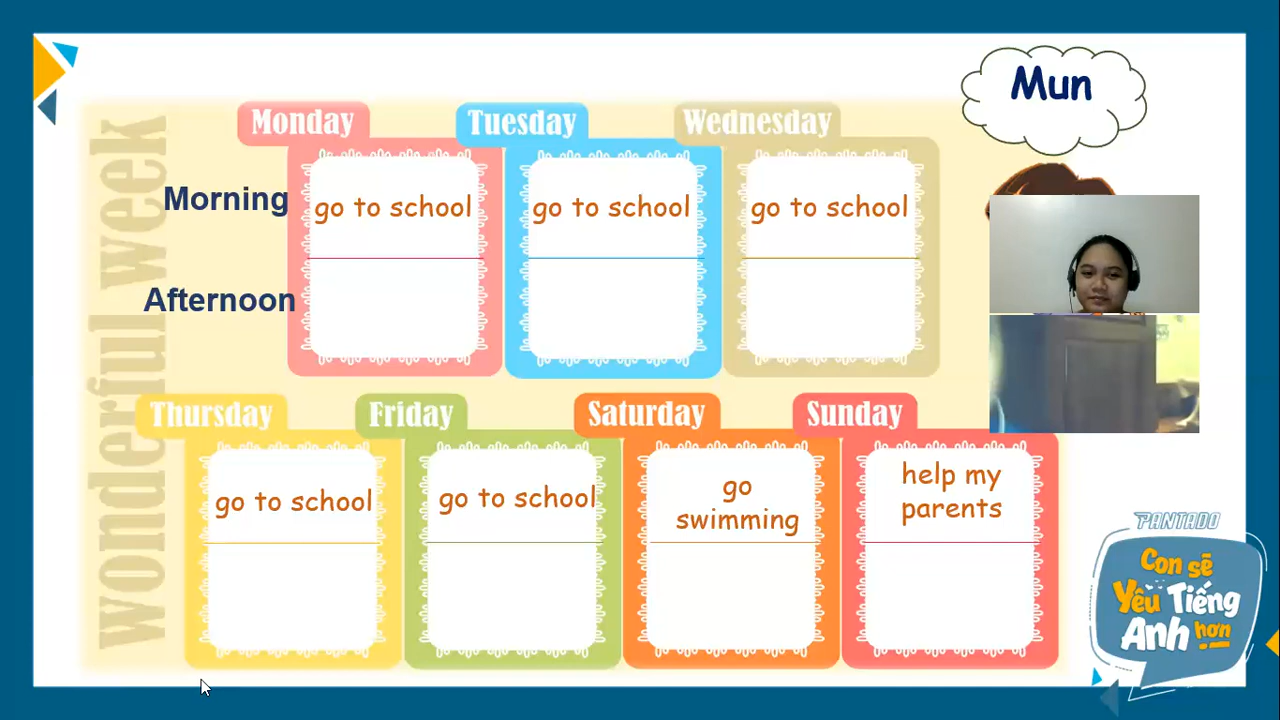 Mun
wonderful week
Monday
Tuesday
Wednesday
Morning
go to school
go to school
go to school
Afternoon
Thursday
Friday
Saturday
Sunday
go to school
go to school
go
swimming
help my
parents
PANTADO
Con sẽ
Yêu Tiếng
Anh hơn